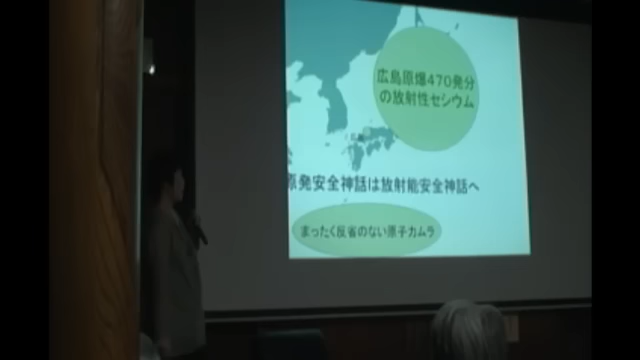 広島原爆470発分
の放射性セシウム
原発安全神話は放射能安全神話へ
まったく反省のない原子力ムラ